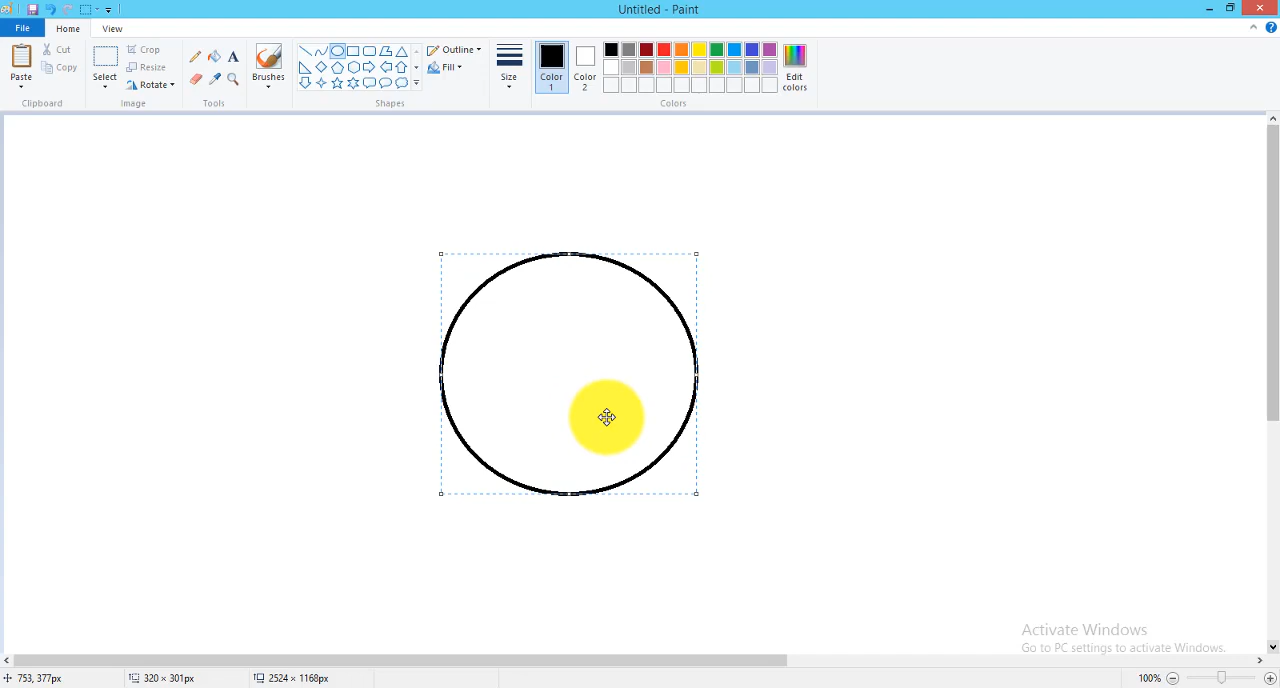 Untitled - Paint
File Home View
Paste
Cut
Copy
Clipboard
Select
Crop
Resize
Rotate
Image
A
Tools
Brushes
Outline
Fill
Shapes
Size
Color 1
Color 2
Edit colors
Colors
Activate Windows
Go to PC settings to activate Windows.
753, 377px
320 × 301px
2524 × 1168px
100%